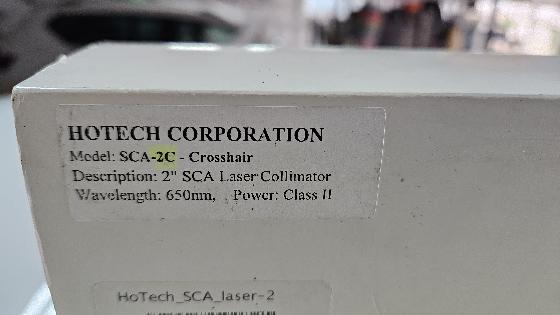 HOTECH CORPORATION
Model: SCA-2C - Crosshair
Description: 2" SCA Laser Collimator
Wavelength: 650nm, Power: Class II
HoTech_SCA_laser-2